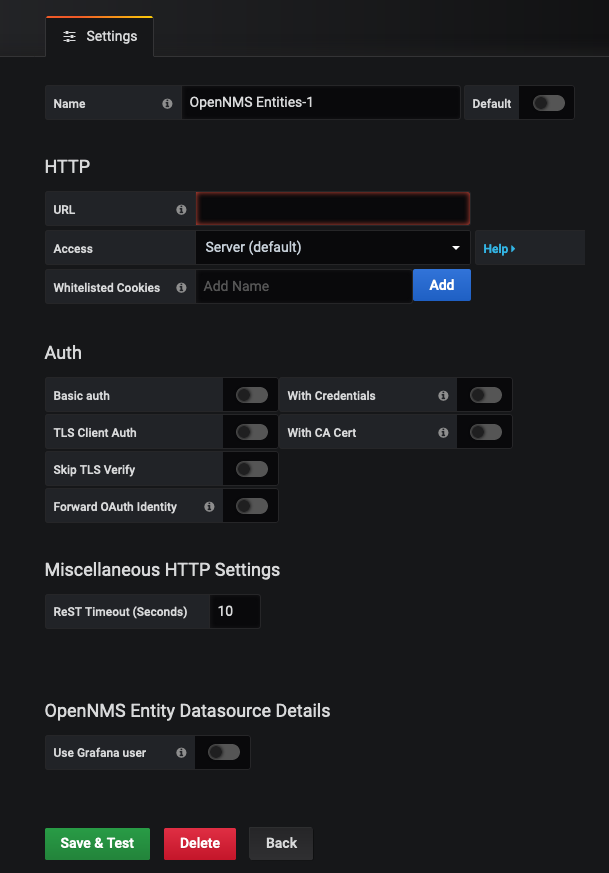 Settings
Name OpenNMS Entities-1 Default
HTTP
URL
Access Server (default) Help
Whitelisted Cookies Add Name Add
Auth
Basic auth With Credentials
TLS Client Auth With CA Cert
Skip TLS Verify
Forward OAuth Identity
Miscellaneous HTTP Settings
ReST Timeout (Seconds) 10
OpenNMS Entity Datasource Details
Use Grafana user
Save & Test Delete Back